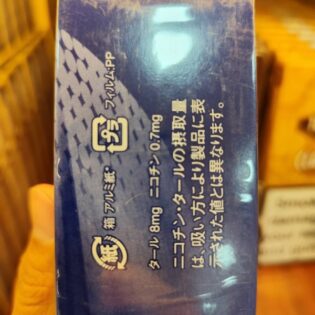 紙 箱 アルミ紙* プラ フィルム:PP
タール 8mg ニコチン 0.7mg
ニコチン・タールの摂取量
は、吸い方により製品に表
示された値とは異なります。